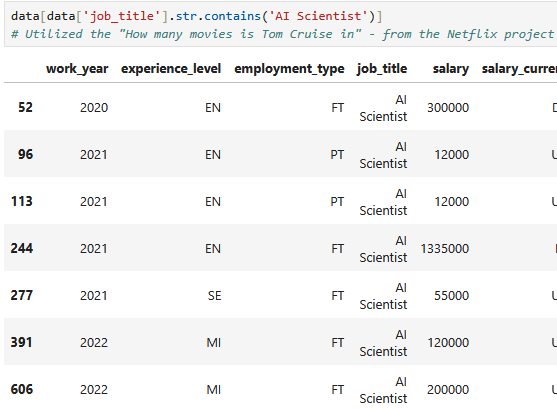 data[data['job_title'].str.contains('AI Scientist')]
# Utilized the "How many movies is Tom Cruise in" - from the Netflix project
work_year experience_level employment_type job_title salary salary_curre
52 2020 EN FT AI Scientist 300000
96 2021 EN PT AI Scientist 12000
113 2021 EN PT AI Scientist 12000
244 2021 EN FT AI Scientist 1335000
277 2021 SE FT AI Scientist 55000
391 2022 MI FT AI Scientist 120000
606 2022 MI FT AI Scientist 200000